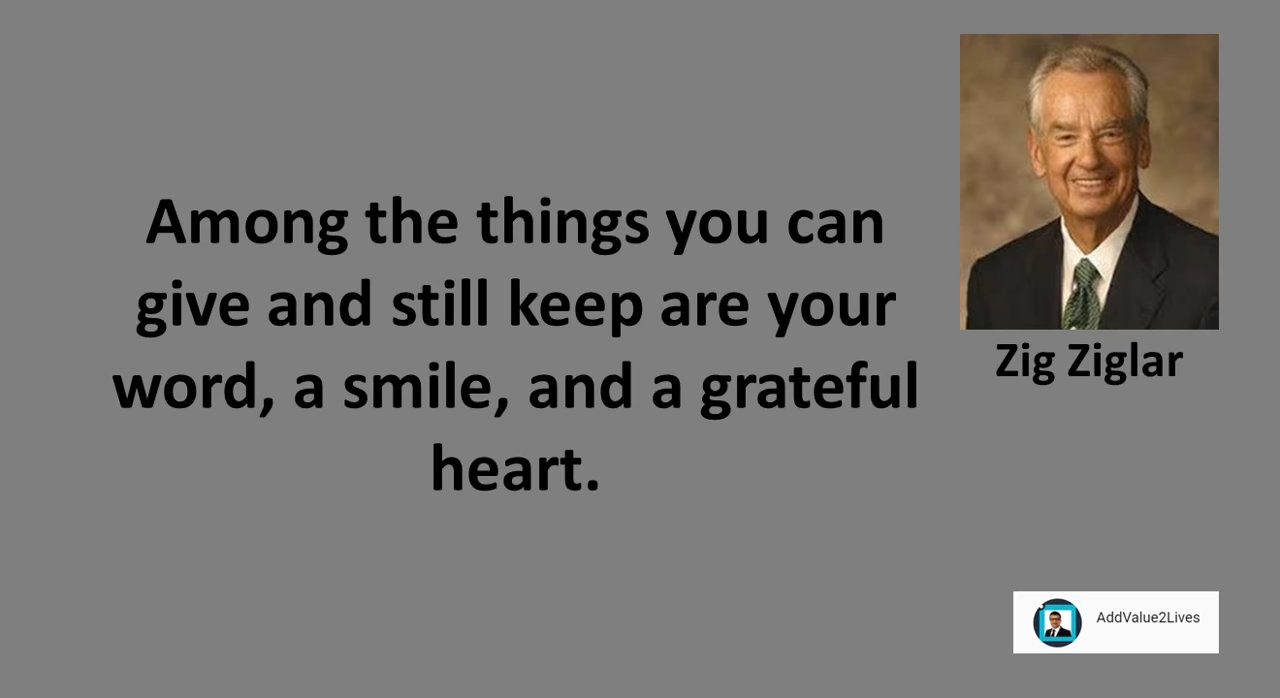 Among the things you can
give and still keep are your
word, a smile, and a grateful
heart.
Zig Ziglar
AddValue2Lives